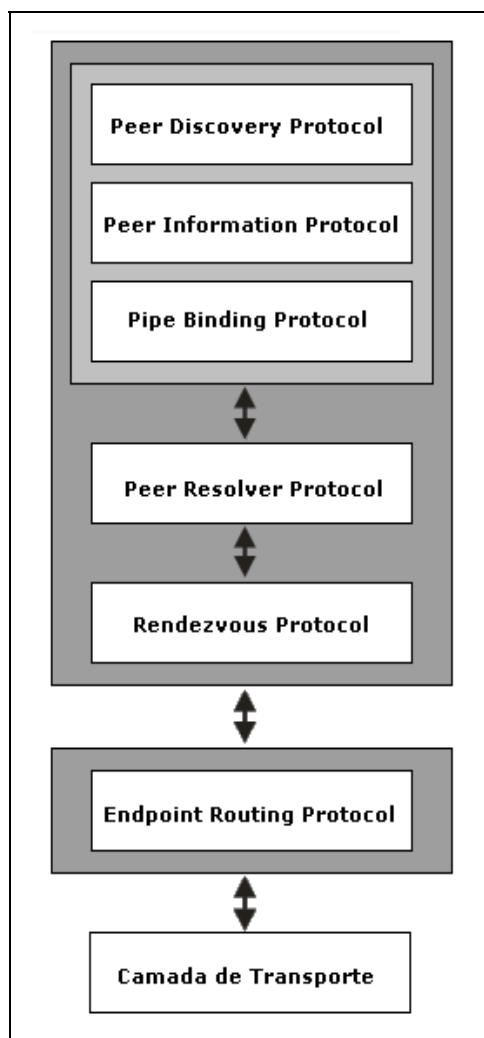 Peer Discovery Protocol
Peer Information Protocol
Pipe Binding Protocol
Peer Resolver Protocol
Rendezvous Protocol
Endpoint Routing Protocol
Camada de Transporte